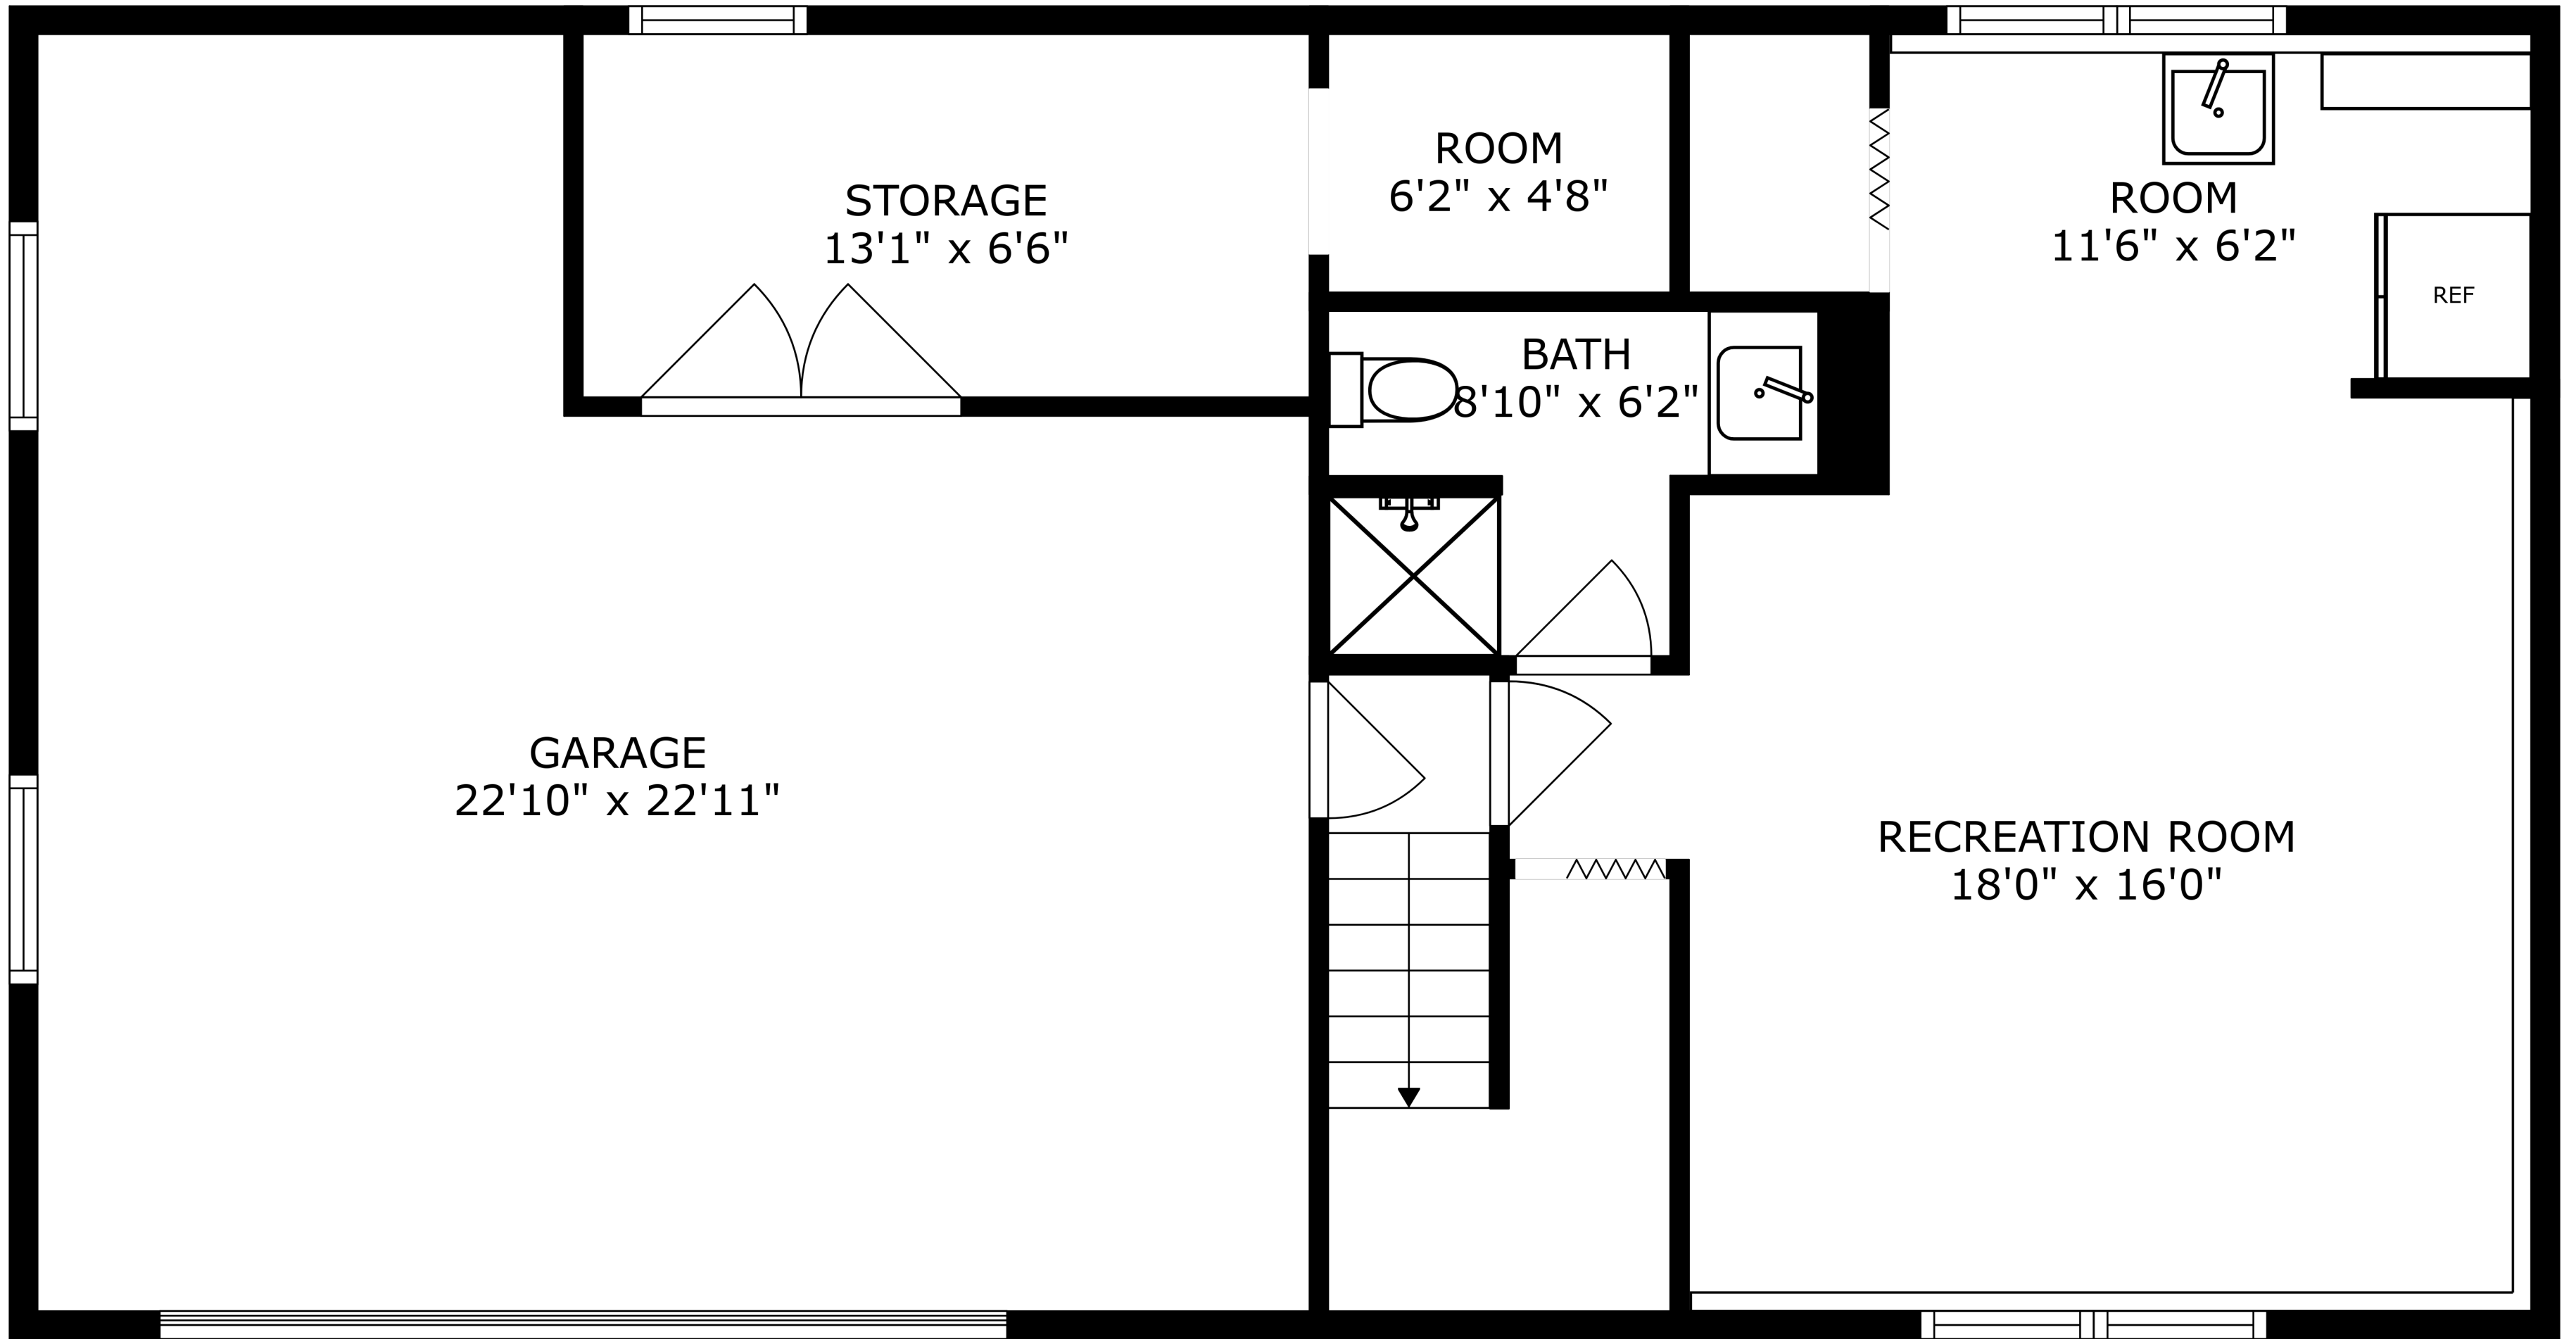 STORAGE
13'1" x 6'6"
ROOM
6'2" x 4'8"
ROOM
11'6" x 6'2"
REF
BATH
8'10" x 6'2"
GARAGE
22'10" x 22'11"
RECREATION ROOM
18'0" x 16'0"